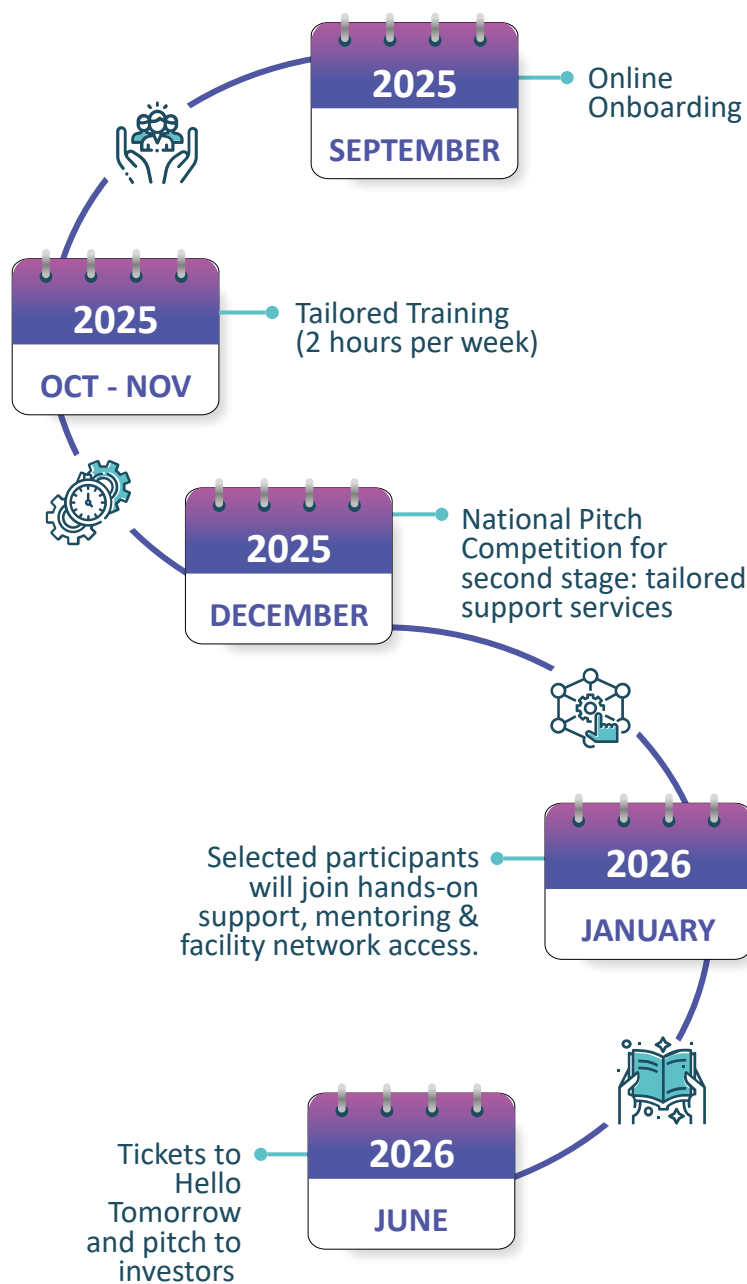 2025
SEPTEMBER
Online
Onboarding
2025
OCT - NOV
Tailored Training
(2 hours per week)
2025
DECEMBER
National Pitch
Competition for
second stage: tailored
support services
2026
JANUARY
Selected participants
will join hands-on
support, mentoring &
facility network access.
2026
JUNE
Tickets to
Hello
Tomorrow
and pitch to
investors